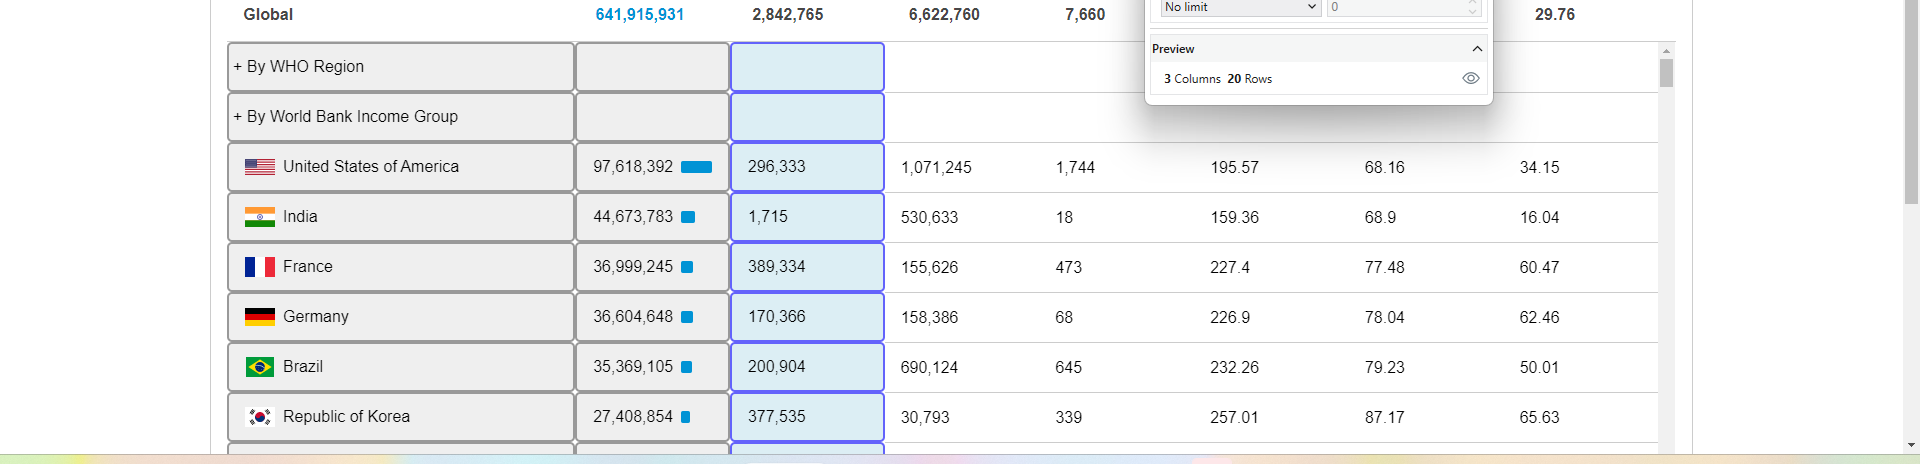 Global 641,915,931 2,842,765 6,622,760 7,660 29.76
No limit 0
Preview
3 Columns 20 Rows
+ By WHO Region
+ By World Bank Income Group
United States of America 97,618,392 296,333 1,071,245 1,744 195.57 68.16 34.15
India 44,673,783 1,715 530,633 18 159.36 68.9 16.04
France 36,999,245 389,334 155,626 473 227.4 77.48 60.47
Germany 36,604,648 170,366 158,386 68 226.9 78.04 62.46
Brazil 35,369,105 200,904 690,124 645 232.26 79.23 50.01
Republic of Korea 27,408,854 377,535 30,793 339 257.01 87.17 65.63